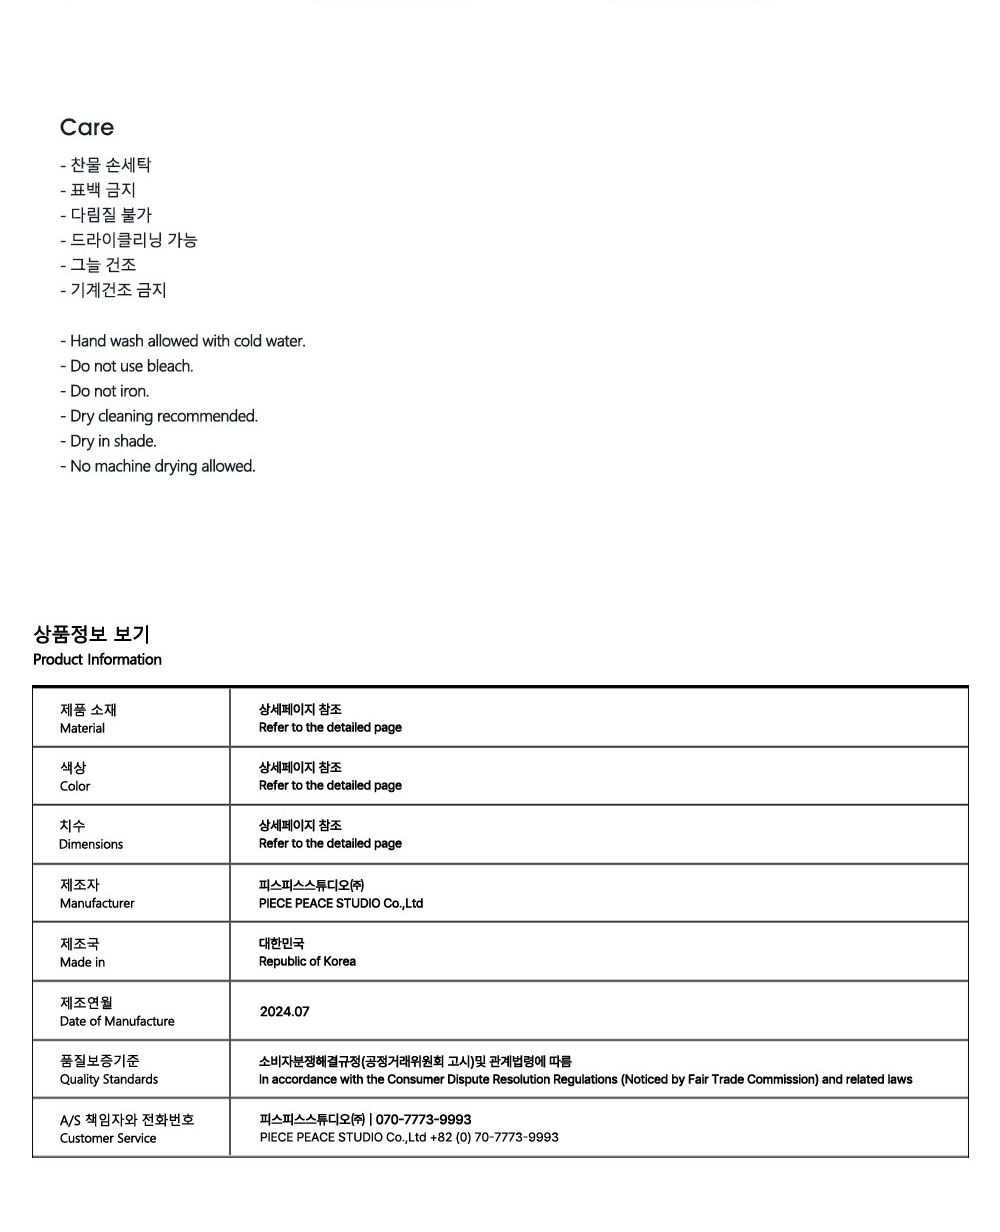 Care
- 찬물 손세탁
- 표백 금지
- 다림질 불가
- 드라이클리닝 가능
- 그늘 건조
- 기계건조 금지
- Hand wash allowed with cold water.
- Do not use bleach.
- Do not iron.
- Dry cleaning recommended.
- Dry in shade.
- No machine drying allowed.
상품정보 보기
Product Information
제품 소재
Material
상세페이지 참조
Refer to the detailed page
색상
Color
상세페이지 참조
Refer to the detailed page
치수
Dimensions
상세페이지 참조
Refer to the detailed page
제조자
Manufacturer
피스피스스튜디오㈜
PIECE PEACE STUDIO Co.,Ltd
제조국
Made in
대한민국
Republic of Korea
제조연월
Date of Manufacture
2024.07
품질보증기준
Quality Standards
소비자분쟁해결규정(공정거래위원회 고시)및 관계법령에 따름
In accordance with the Consumer Dispute Resolution Regulations (Noticed by Fair Trade Commission) and related laws
A/S 책임자와 전화번호
Customer Service
피스피스스튜디오㈜ | 070-7773-9993
PIECE PEACE STUDIO Co.,Ltd +82 (0) 70-7773-9993